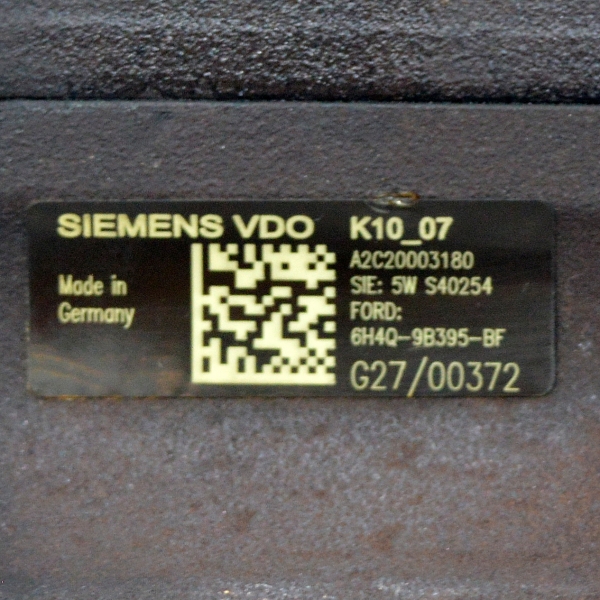 SIEMENS VDO
K10_07
A2C20003180
Made in
Germany
SIE: 5W S40254
FORD:
6H4Q-9B395-BF
G27/00372